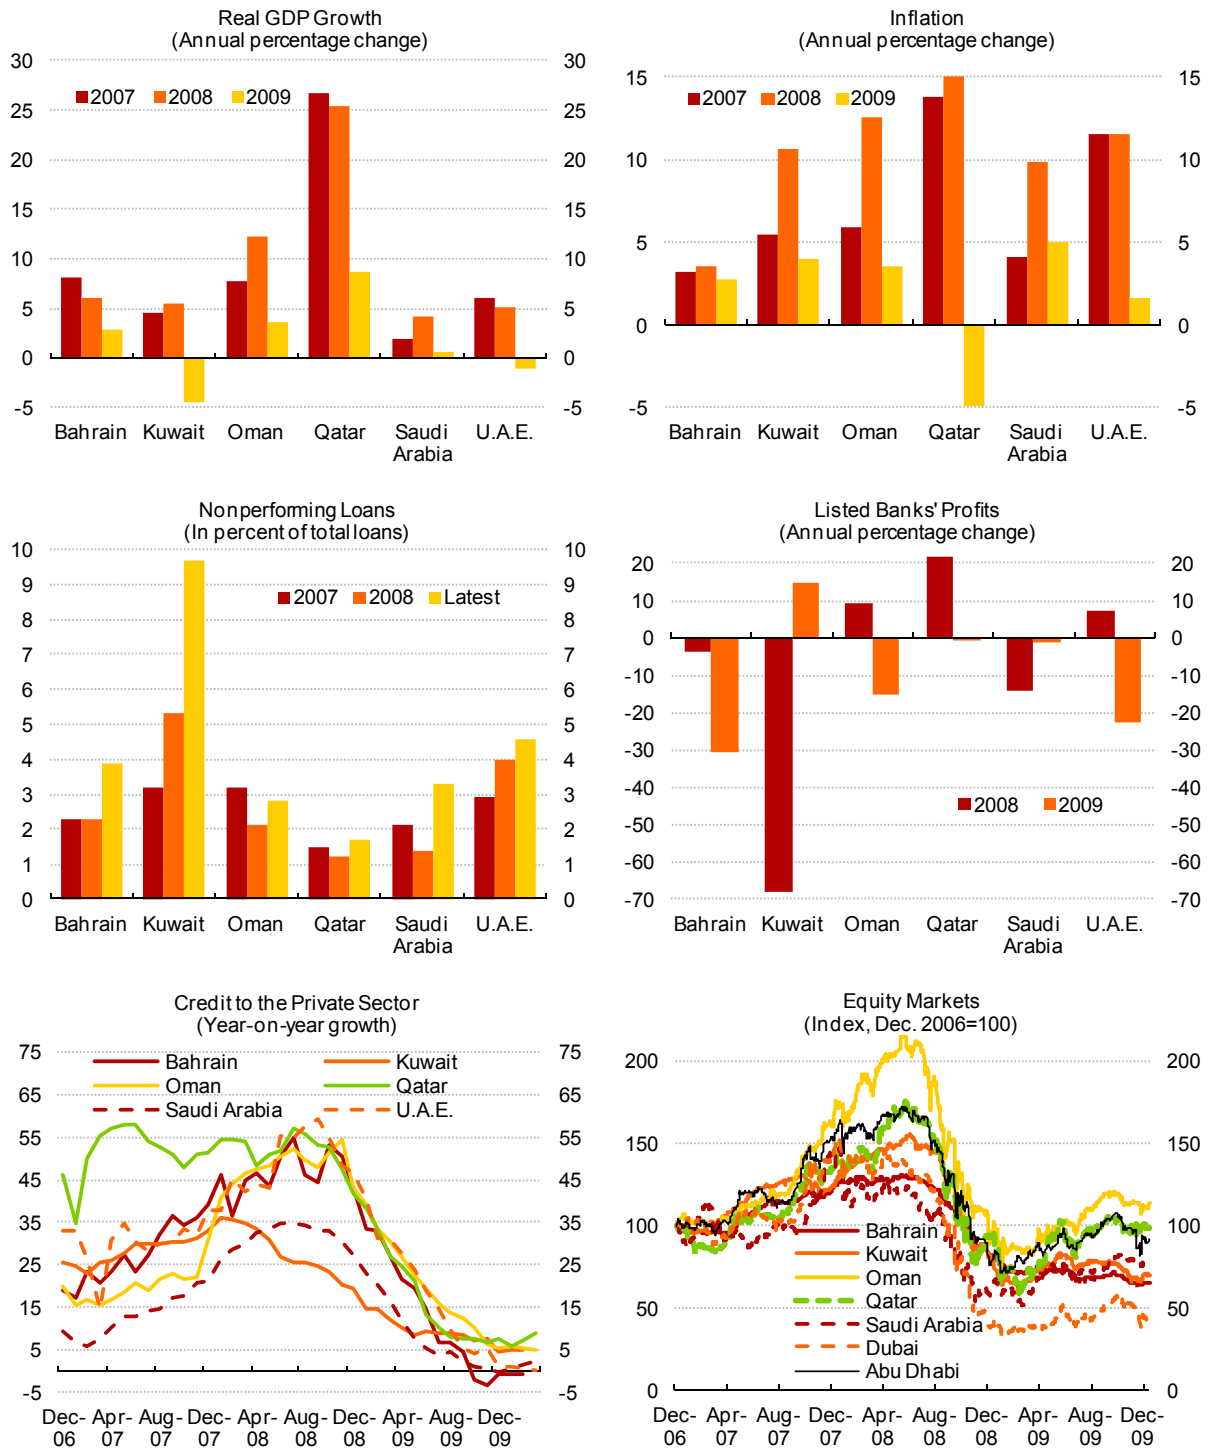 Real GDP Growth
(Annual percentage change)
30 30
2007 2008 2009
25 25
20 20
15 15
10 10
5 5
0 0
-5 -5
Bahrain Kuwait Oman Qatar Saudi Arabia U.A.E.
Inflation
(Annual percentage change)
15 15
2007 2008 2009
10 10
5 5
0 0
-5 -5
Bahrain Kuwait Oman Qatar Saudi Arabia U.A.E.
Nonperforming Loans
(In percent of total loans)
10 10
9 9
2007 2008 Latest
8 8
7 7
6 6
5 5
4 4
3 3
2 2
1 1
0 0
Bahrain Kuwait Oman Qatar Saudi Arabia U.A.E.
Listed Banks' Profits
(Annual percentage change)
20 20
10 10
0 0
-10 -10
-20 -20
-30 -30
-40 -40
2008 2009
-50 -50
-60 -60
-70 -70
Bahrain Kuwait Oman Qatar Saudi Arabia U.A.E.
Credit to the Private Sector
(Year-on-year growth)
75 75
Bahrain Kuwait
Oman Qatar
65 65
Saudi Arabia U.A.E.
55 55
45 45
35 35
25 25
15 15
5 5
-5 -5
Dec-06 Apr-07 Aug-07 Dec-07 Apr-08 Aug-08 Dec-08 Apr-09 Aug-09 Dec-09
Equity Markets
(Index, Dec. 2006=100)
200 200
150 150
100 100
Bahrain
Kuwait
Oman
50 50
Qatar
Saudi Arabia
Dubai
Abu Dhabi
0 0
Dec-06 Apr-07 Aug-07 Dec-07 Apr-08 Aug-08 Dec-08 Apr-09 Aug-09 Dec-09